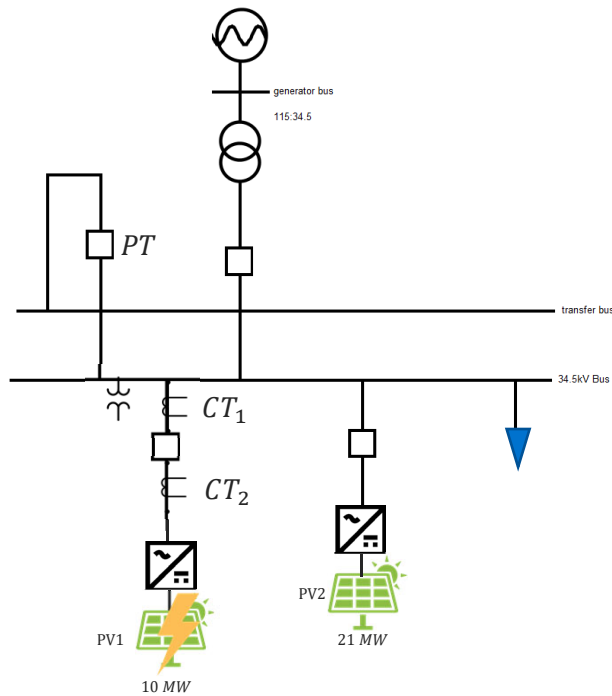 generator bus
115:34.5
PT
transfer bus
34.5kV Bus
CT₁
CT₂
PV1
10 MW
PV2
21 MW